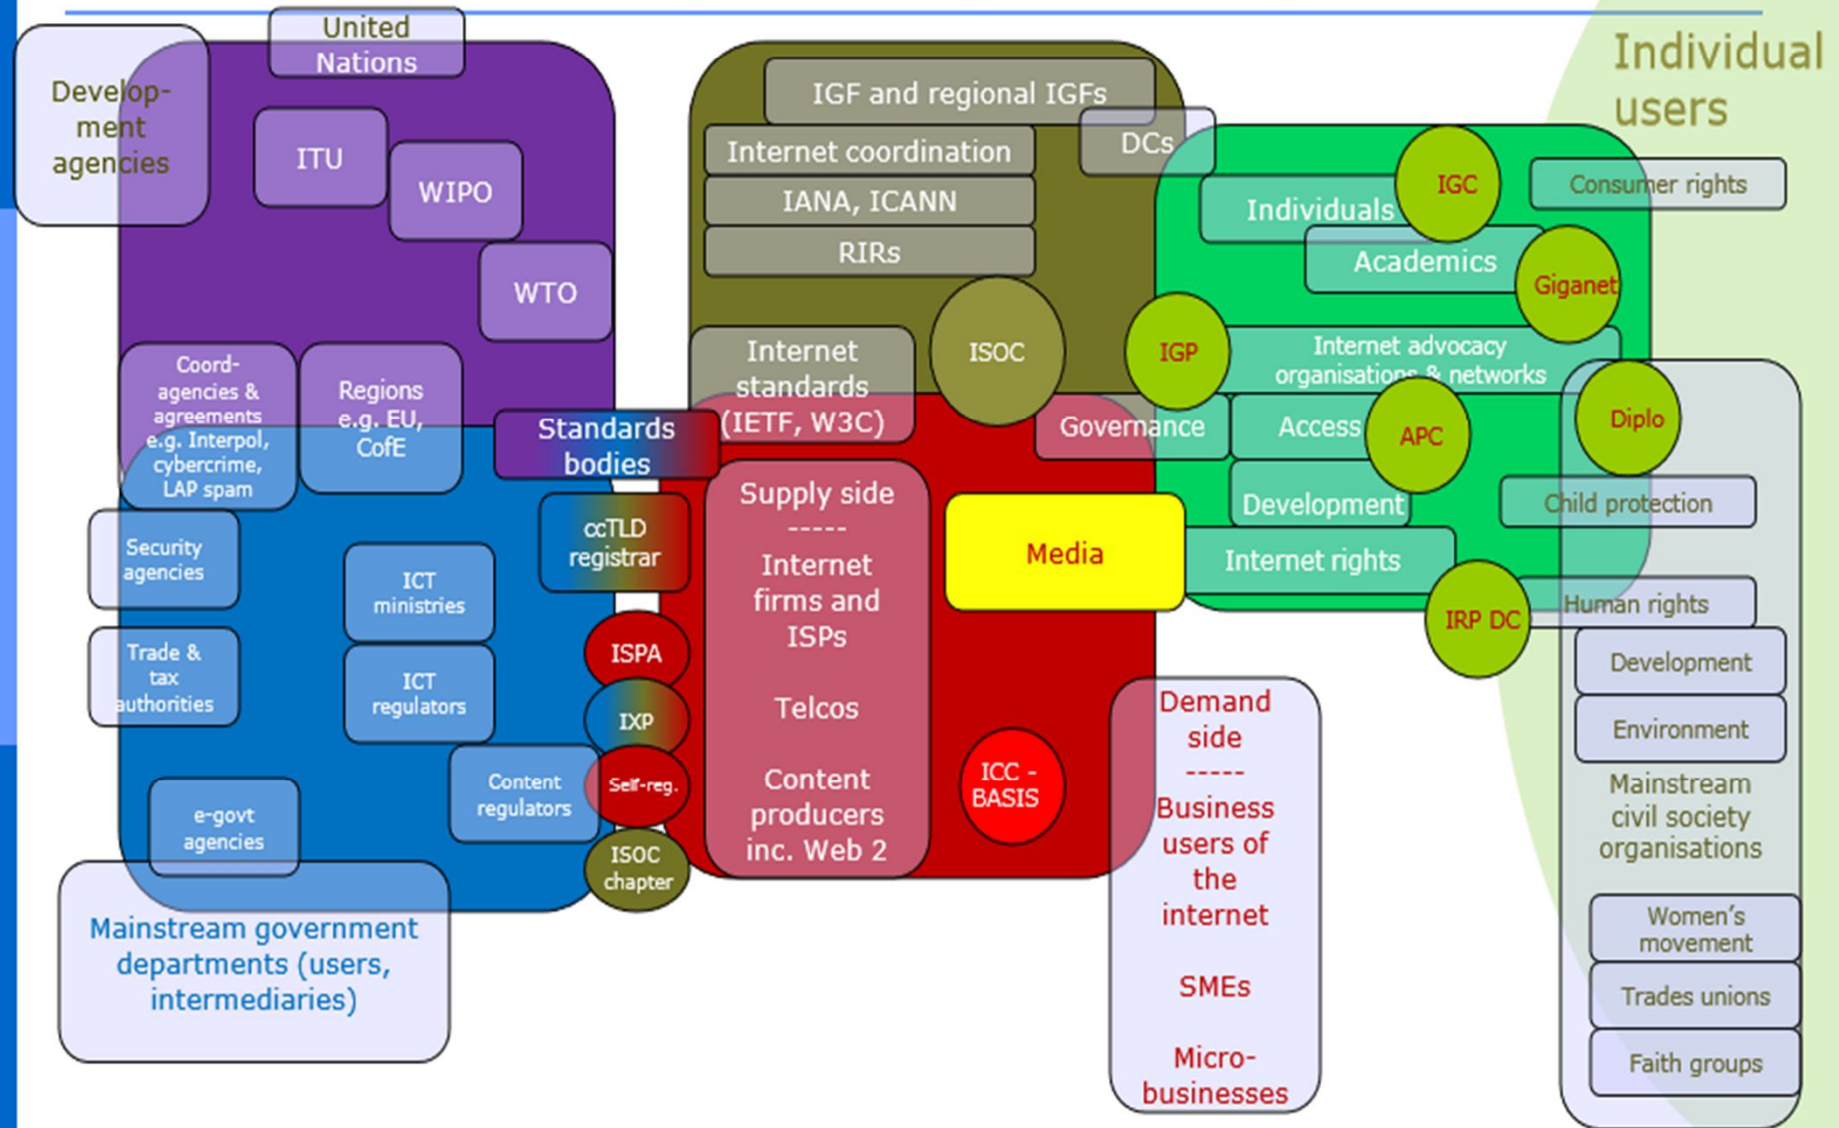 United
Nations
Develop-
ment
agencies
ITU
WIPO
WTO
Coord-
agencies &
agreements
e.g. Interpol,
cybercrime,
LAP spam
Regions
e.g. EU,
CofE
Standards
bodies
ccTLD
registrar
Security
agencies
ICT
ministries
Trade &
tax
authorities
ICT
regulators
Content
regulators
e-govt
agencies
Mainstream government
departments (users,
intermediaries)
ISPA
IXP
Self-reg.
ISOC
chapter
IGF and regional IGFs
DCs
Internet coordination
IANA, ICANN
RIRs
Internet
standards
(IETF, W3C)
ISOC
Supply side
-----
Internet
firms and
ISPs
Telcos
Content
producers
inc. Web 2
Media
ICC -
BASIS
Demand
side
-----
Business
users of
the
internet
SMEs
Micro-
businesses
Individual
users
IGC
Consumer rights
Individuals
Academics
Giganet
IGP
Internet advocacy
organisations & networks
Governance
Access
APC
Diplo
Development
Child protection
Internet rights
IRP DC
Human rights
Development
Environment
Mainstream
civil society
organisations
Women's
movement
Trades unions
Faith groups